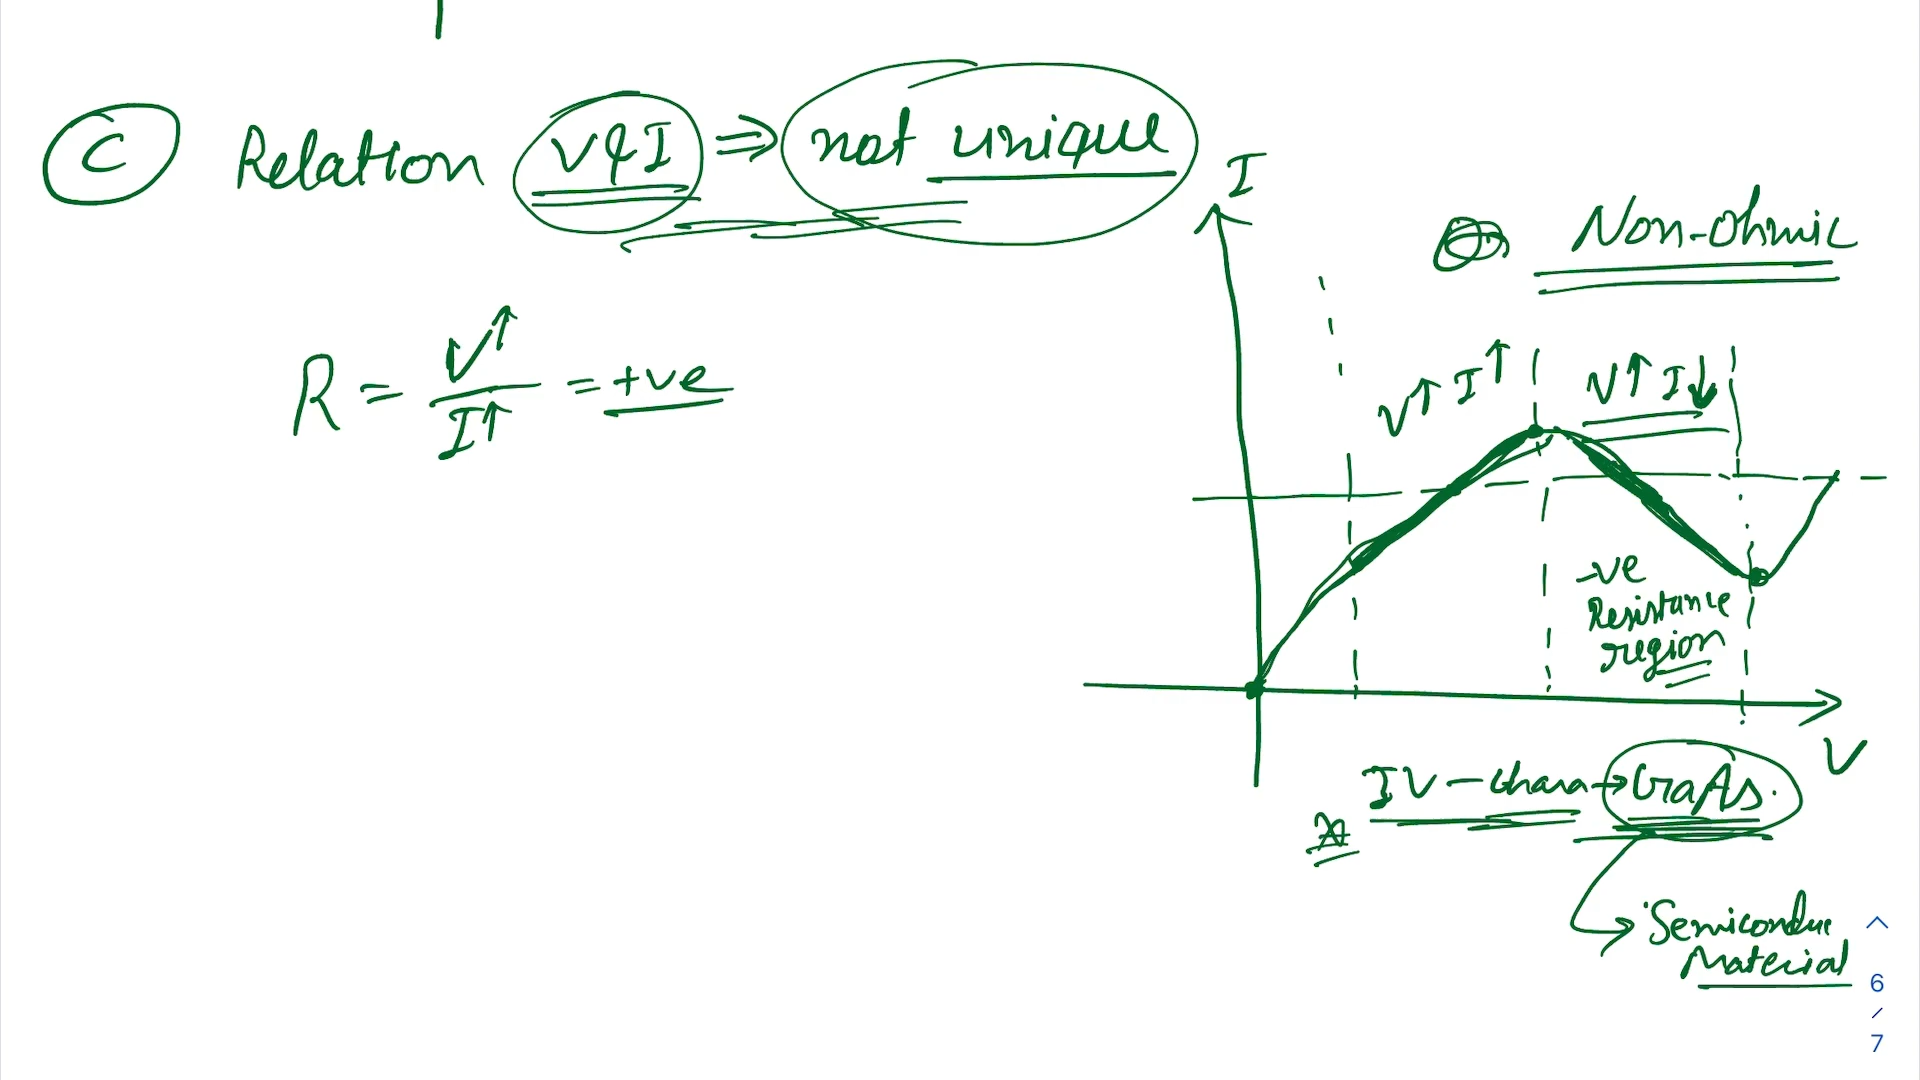 C Relation V&I ⇒ not unique
I
Non-ohmic
R = V↑ / I↑ = +ve
V↑ I↑
V↑ I↓
-ve
Resistance
region
V
IV - chara → GaAs.
Semiconduc
Material
6
/
7